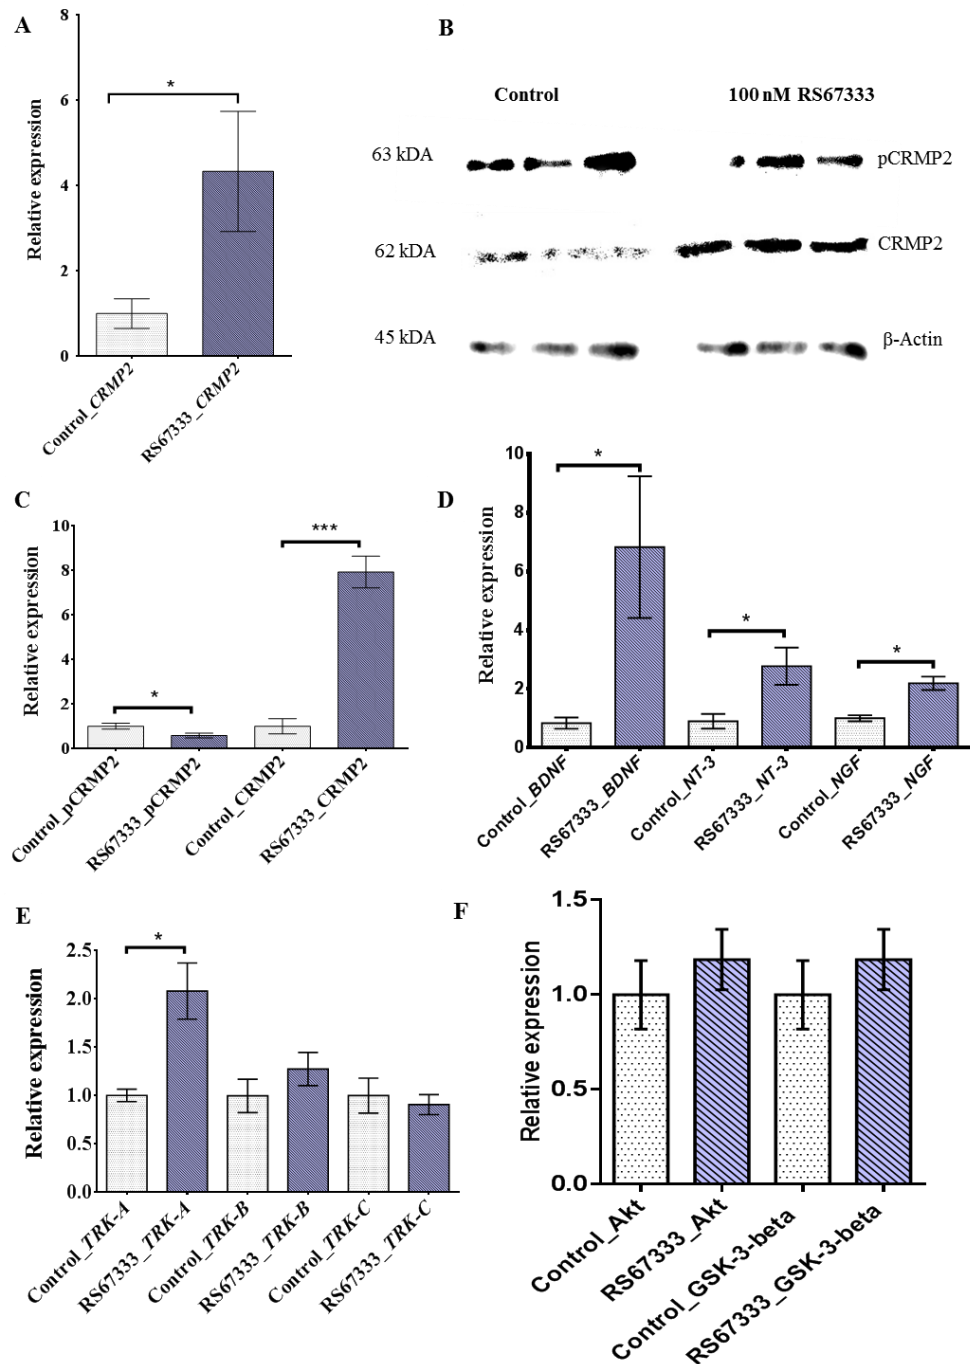 A
8
6
4
2
0
Relative expression
*
Control_CRMP2
RS67333_CRMP2
B
Control
100 nM RS67333
63 kDA
pCRMP2
62 kDA
CRMP2
45 kDA
β-Actin
C
10
8
6
4
2
0
Relative expression
*
***
Control_pCRMP2
RS67333_pCRMP2
Control_CRMP2
RS67333_CRMP2
D
10
8
6
4
2
0
Relative expression
*
*
*
Control_BDNF
RS67333_BDNF
Control_NT-3
RS67333_NT-3
Control_NGF
RS67333_NGF
E
2.5
2.0
1.5
1.0
0.5
0.0
Relative expression
*
Control_TRK-A
RS67333_TRK-A
Control_TRK-B
RS67333_TRK-B
Control_TRK-C
RS67333_TRK-C
F
1.5
1.0
0.5
0.0
Relative expression
Control_Akt
RS67333_Akt
Control_GSK-3-beta
RS67333_GSK-3-beta